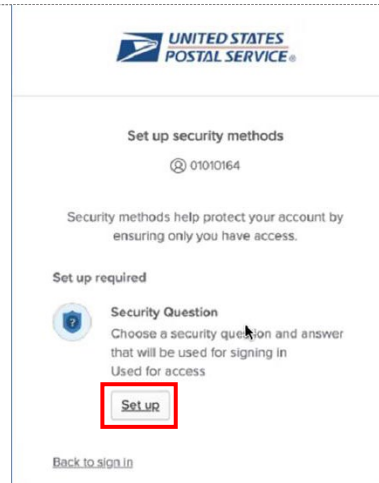 UNITED STATES
POSTAL SERVICE®
Set up security methods
01010164
Security methods help protect your account by
ensuring only you have access.
Set up required
Security Question
Choose a security question and answer
that will be used for signing in
Used for access
Set up
Back to sign in